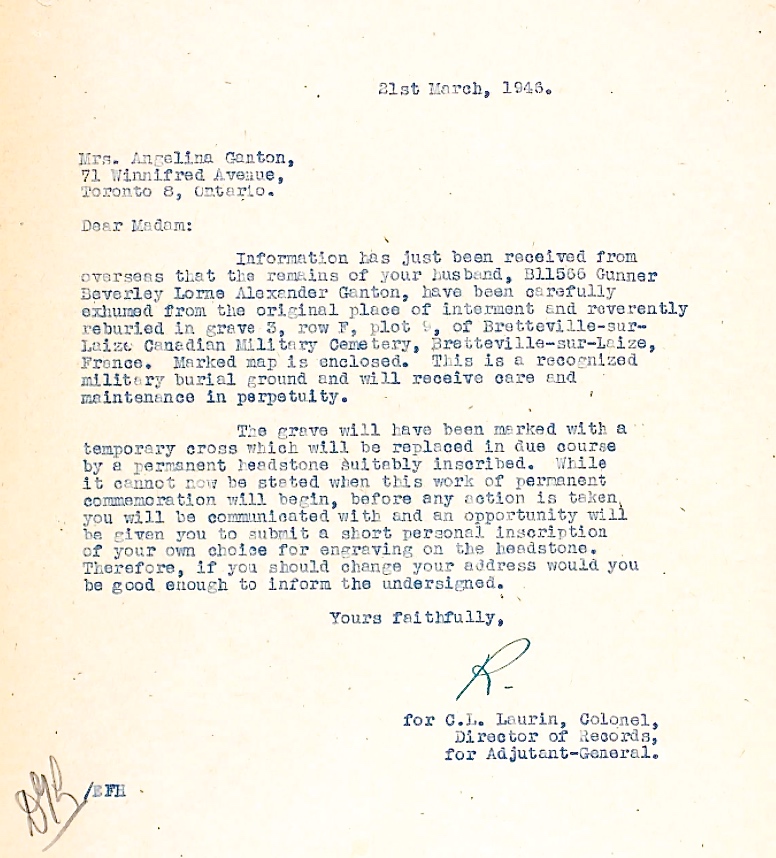 21st March, 1946.
Mrs. Angelina Ganton,
71 Winnifred Avenue,
Toronto 8, Ontario.
Dear Madam:
Information has just been received from
overseas that the remains of your husband, B11566 Gunner
Beverley Lorne Alexander Ganton, have been carefully
exhumed from the original place of interment and reverently
reburied in grave 3, row F, plot 9, of Bretteville-sur-
Laize Canadian Military Cemetery, Bretteville-sur-Laize,
France. Marked map is enclosed. This is a recognized
military burial ground and will receive care and
maintenance in perpetuity.
The grave will have been marked with a
temporary cross which will be replaced in due course
by a permanent headstone suitably inscribed. While
it cannot now be stated when this work of permanent
commemoration will begin, before any action is taken,
you will be communicated with and an opportunity will
be given you to submit a short personal inscription
of your own choice for engraving on the headstone.
Therefore, if you should change your address would you
be good enough to inform the undersigned.
Yours faithfully,
R.
for C.L. Laurin, Colonel,
Director of Records,
for Adjutant-General.
/EFH